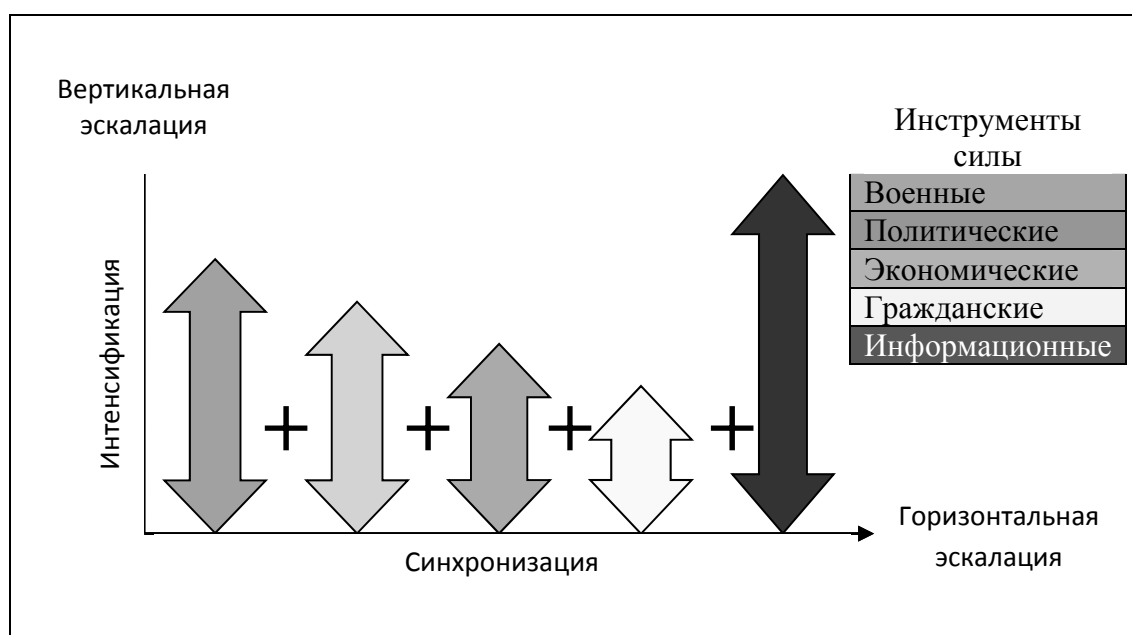 Вертикальная
эскалация
Инструменты
силы
Военные
Политические
Экономические
Гражданские
Информационные
Интенсификация
+ + + +
Синхронизация
Горизонтальная
эскалация